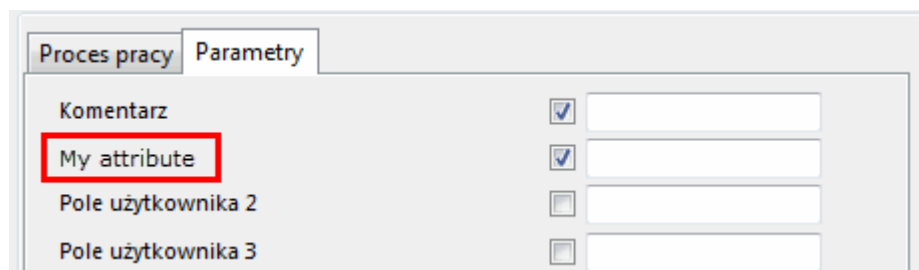 Proces pracy Parametry
Komentarz
My attribute
Pole użytkownika 2
Pole użytkownika 3